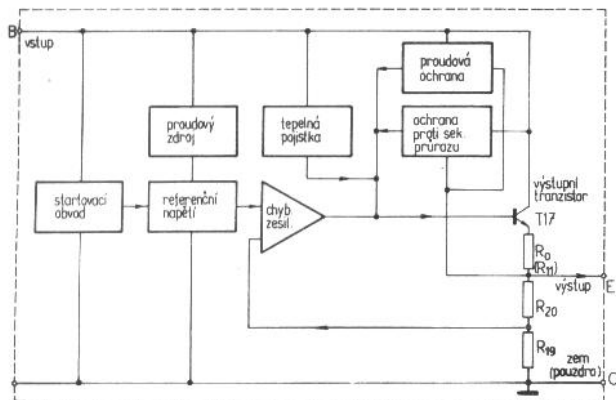 B
vstup
proudová
ochrana
proudový
zdroj
tepelná
pojistka
ochrana
proti sek.
průrazu
startovací
obvod
referenční
napětí
chyb.
zesil.
výstupní
tranzistor
T17
R0
(R11)
výstup
E
R20
R19
zem
(pouzdro)
C